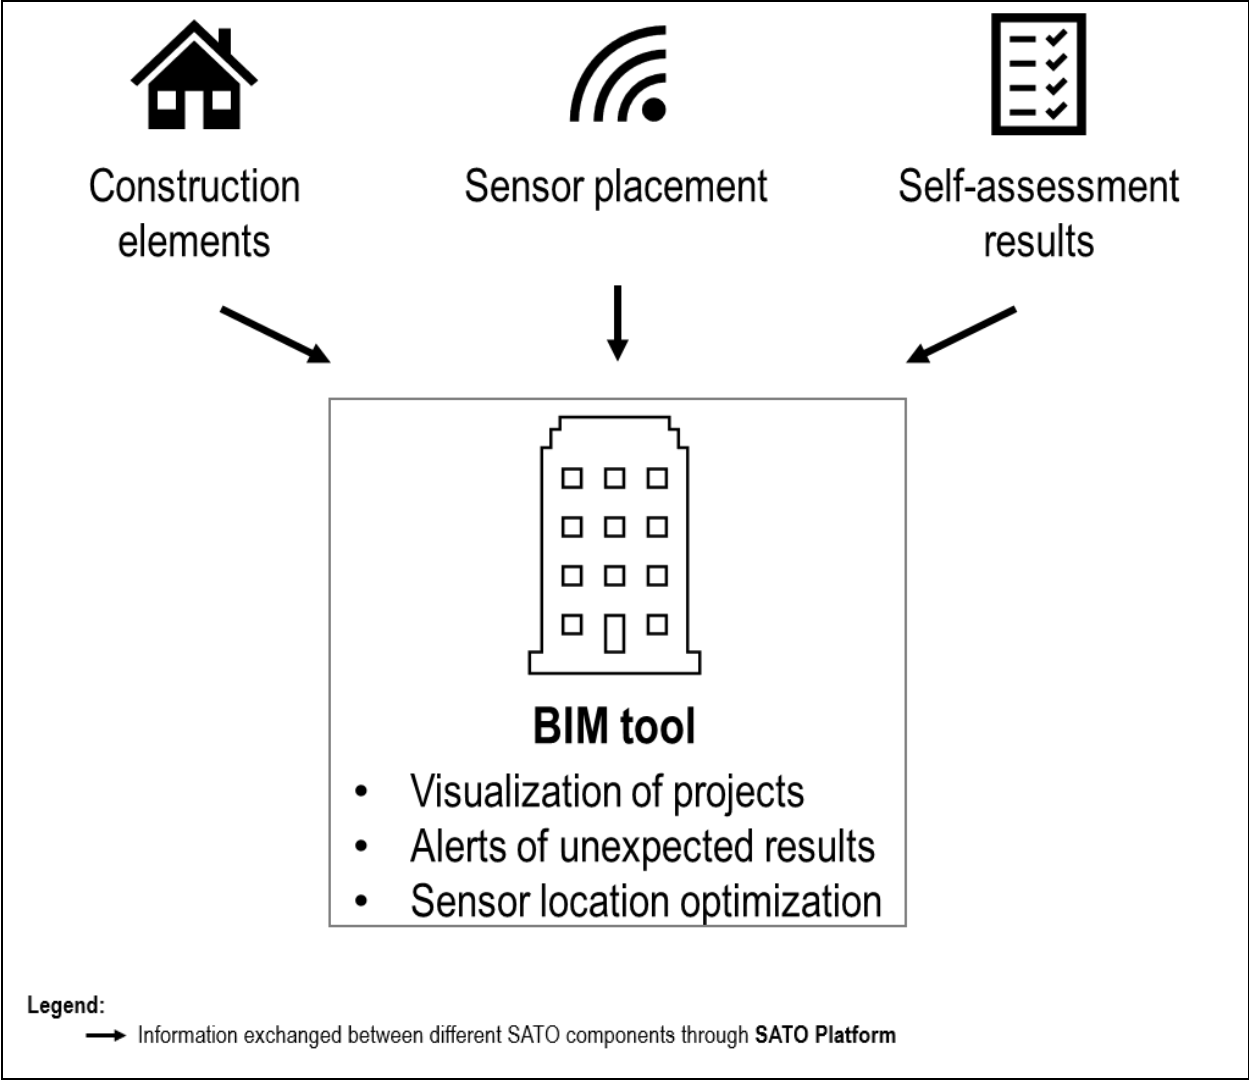 Construction
elements
Sensor placement
Self-assessment
results
BIM tool
• Visualization of projects
• Alerts of unexpected results
• Sensor location optimization
Legend:
Information exchanged between different SATO components through SATO Platform